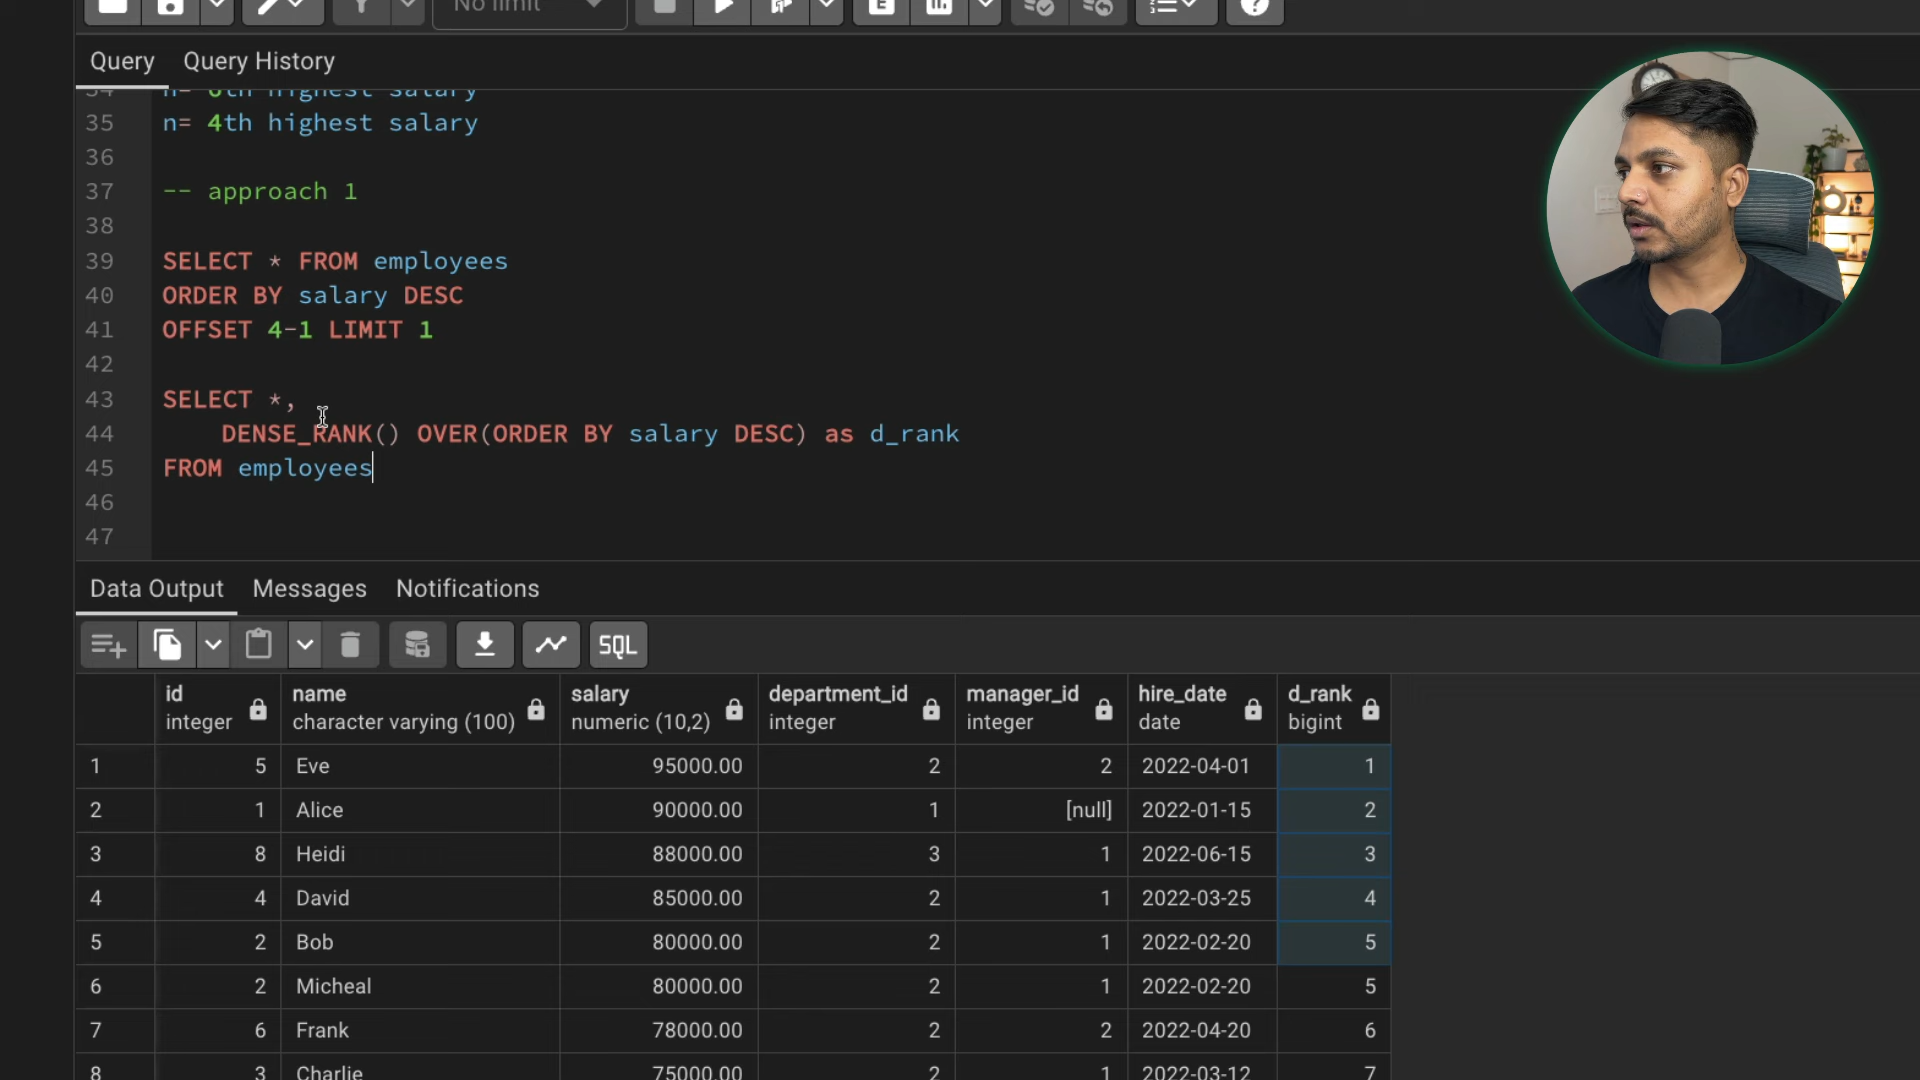 No limit
Query Query History
34 n= 6th highest salary
35 n= 4th highest salary
36
37 -- approach 1
38
39 SELECT * FROM employees
40 ORDER BY salary DESC
41 OFFSET 4-1 LIMIT 1
42
43 SELECT *,
44 DENSE_RANK() OVER(ORDER BY salary DESC) as d_rank
45 FROM employees
46
47
Data Output Messages Notifications
SQL
id name salary department_id manager_id hire_date d_rank
integer character varying (100) numeric (10,2) integer integer date bigint
1 5 Eve 95000.00 2 2 2022-04-01 1
2 1 Alice 90000.00 1 [null] 2022-01-15 2
3 8 Heidi 88000.00 3 1 2022-06-15 3
4 4 David 85000.00 2 1 2022-03-25 4
5 2 Bob 80000.00 2 1 2022-02-20 5
6 2 Micheal 80000.00 2 1 2022-02-20 5
7 6 Frank 78000.00 2 2 2022-04-20 6
8 3 Charlie 75000.00 2 1 2022-03-12 7